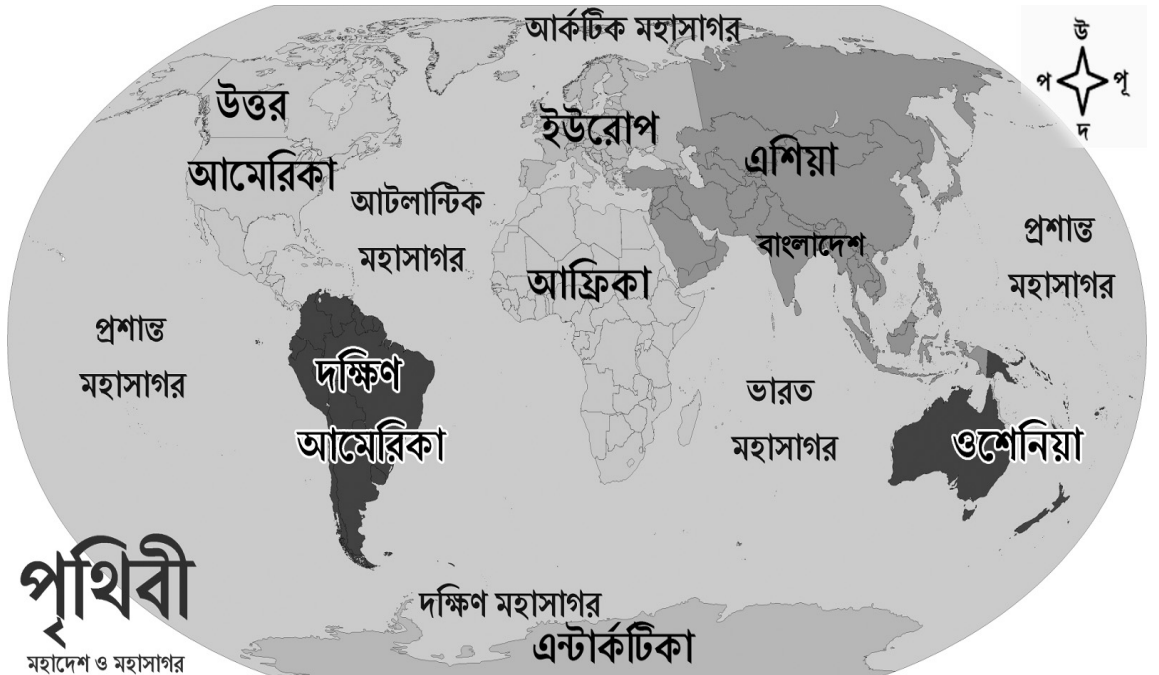 আর্কটিক মহাসাগর
উ
প
পূ
দ
উত্তর
আমেরিকা
ইউরোপ
এশিয়া
আটলান্টিক
মহাসাগর
বাংলাদেশ
প্রশান্ত
মহাসাগর
আফ্রিকা
প্রশান্ত
মহাসাগর
দক্ষিণ
আমেরিকা
ভারত
মহাসাগর
ওশেনিয়া
পৃথিবী
মহাদেশ ও মহাসাগর
দক্ষিণ মহাসাগর
এন্টার্কটিকা